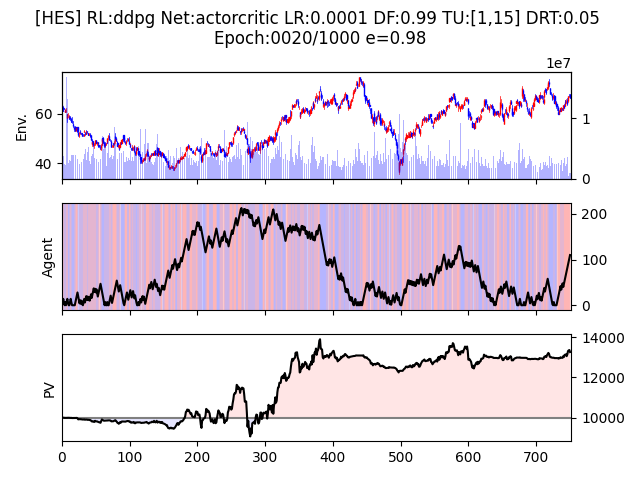 [HES] RL:ddpg Net:actorcritic LR:0.0001 DF:0.99 TU:[1,15] DRT:0.05
Epoch:0020/1000 e=0.98
1e7
Env.
60
40
1
0
Agent
200
100
0
PV
14000
12000
10000
0 100 200 300 400 500 600 700